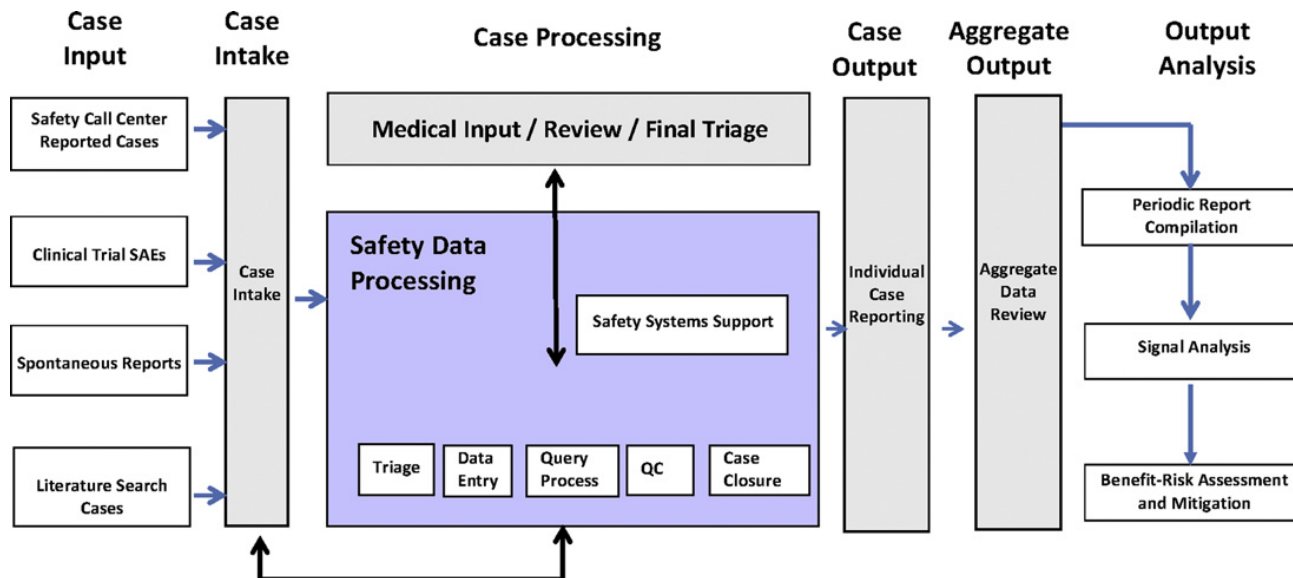 Case
Input
Case
Intake
Case Processing
Case
Output
Aggregate
Output
Output
Analysis
Safety Call Center
Reported Cases
Clinical Trial SAEs
Spontaneous Reports
Literature Search
Cases
Case
Intake
Medical Input / Review / Final Triage
Safety Data
Processing
Safety Systems Support
Triage
Data
Entry
Query
Process
QC
Case
Closure
Individual
Case
Reporting
Aggregate
Data
Review
Periodic Report
Compilation
Signal Analysis
Benefit-Risk Assessment
and Mitigation